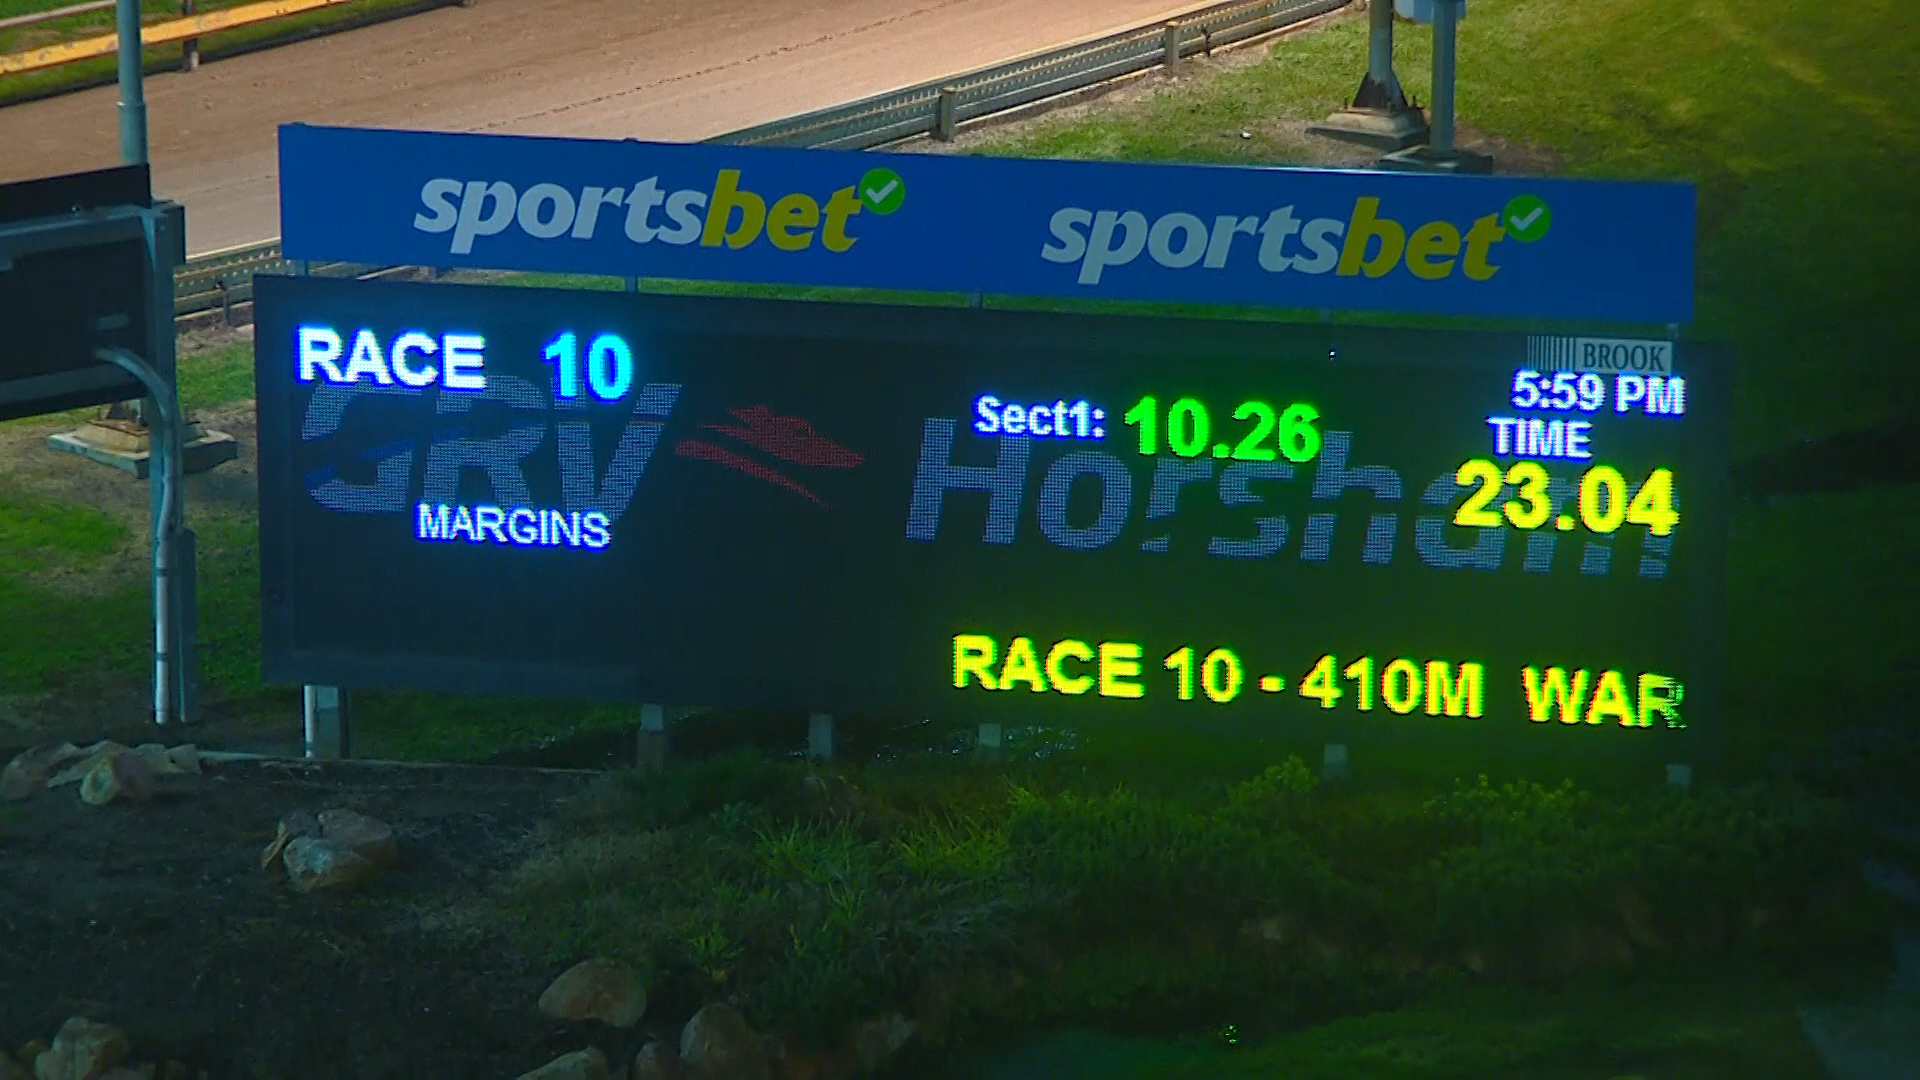 sportsbet sportsbet
BROOK
RACE 10
5:59 PM
Sect1: 10.26
TIME
GRV Horsham
23.04
MARGINS
RACE 10 - 410M WAR